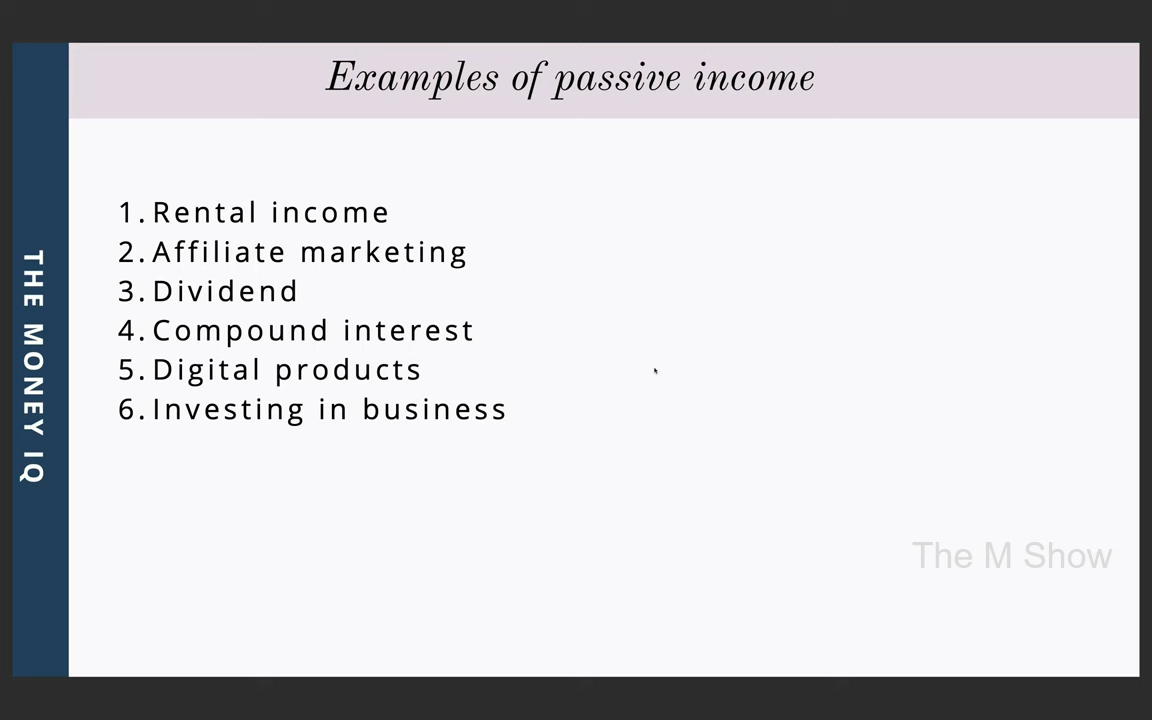 Examples of passive income
1. Rental income
2. Affiliate marketing
3. Dividend
4. Compound interest
5. Digital products
6. Investing in business
THE MONEY IQ
The M Show